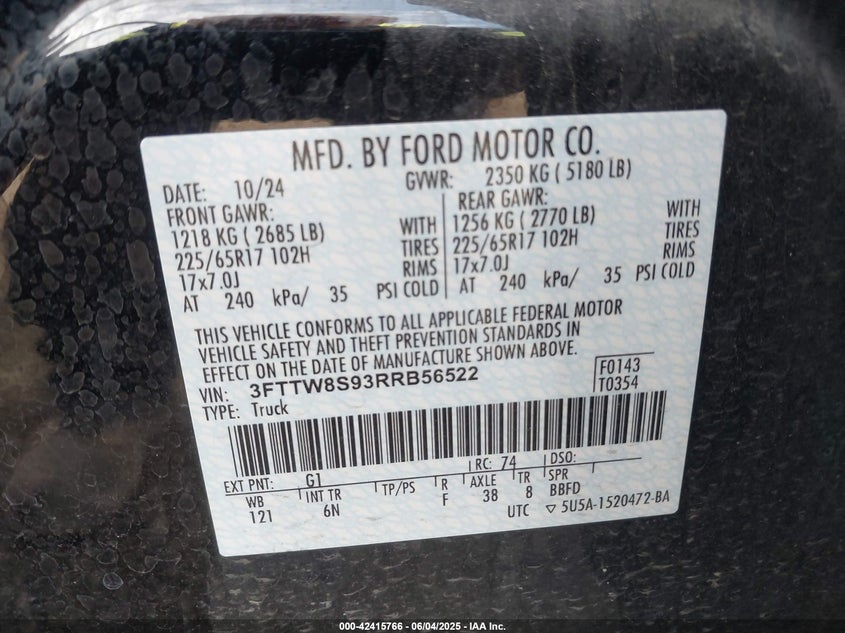 MFD. BY FORD MOTOR CO.
DATE: 10/24 GVWR: 2350 KG ( 5180 LB)
FRONT GAWR: REAR GAWR:
1218 KG ( 2685 LB) WITH 1256 KG ( 2770 LB) WITH
225/65R17 102H TIRES 225/65R17 102H TIRES
17x7.0J RIMS 17x7.0J RIMS
AT 240 kPa/ 35 PSI COLD AT 240 kPa/ 35 PSI COLD
THIS VEHICLE CONFORMS TO ALL APPLICABLE FEDERAL MOTOR
VEHICLE SAFETY AND THEFT PREVENTION STANDARDS IN
EFFECT ON THE DATE OF MANUFACTURE SHOWN ABOVE.
VIN: 3FTTW8S93RRB56522 F0143
TYPE: Truck T0354
EXT PNT: G1 RC: 74 DSO:
WB INT TR TP/PS R AXLE TR SPR
121 6N F 38 8 BBFD
UTC ▽ 5U5A-1520472-BA
000-42415766 - 06/04/2025 - IAA Inc.